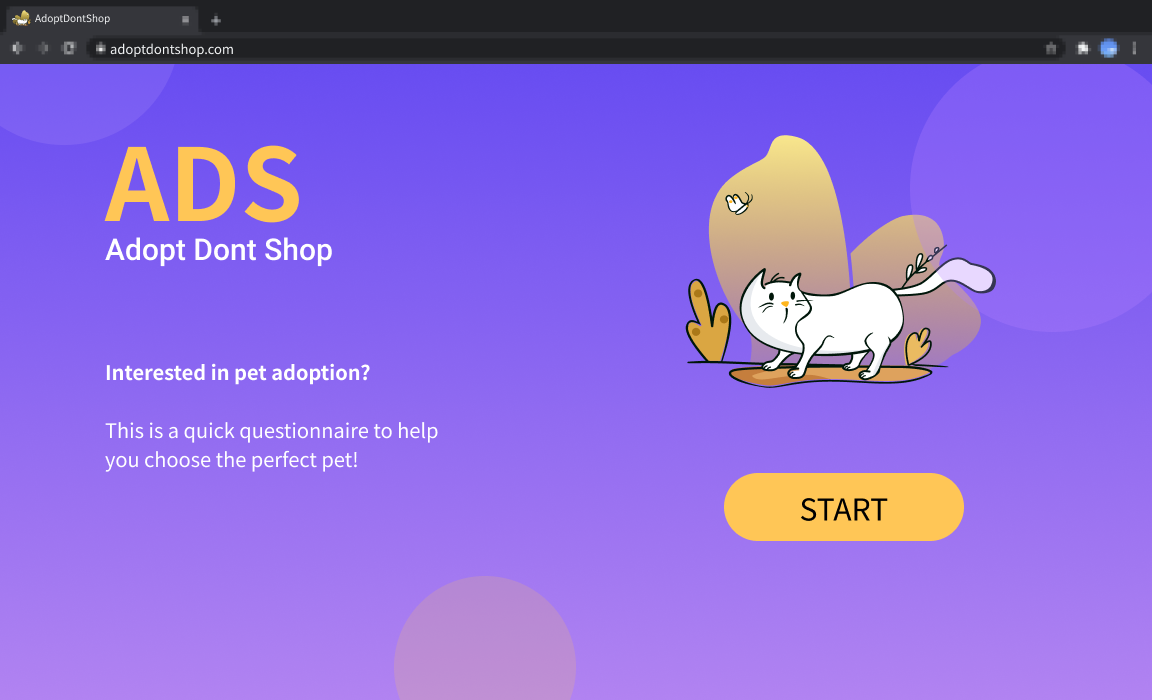 AdoptDontShop
adoptdontshop.com
ADS
Adopt Dont Shop
Interested in pet adoption?
This is a quick questionnaire to help
you choose the perfect pet!
START